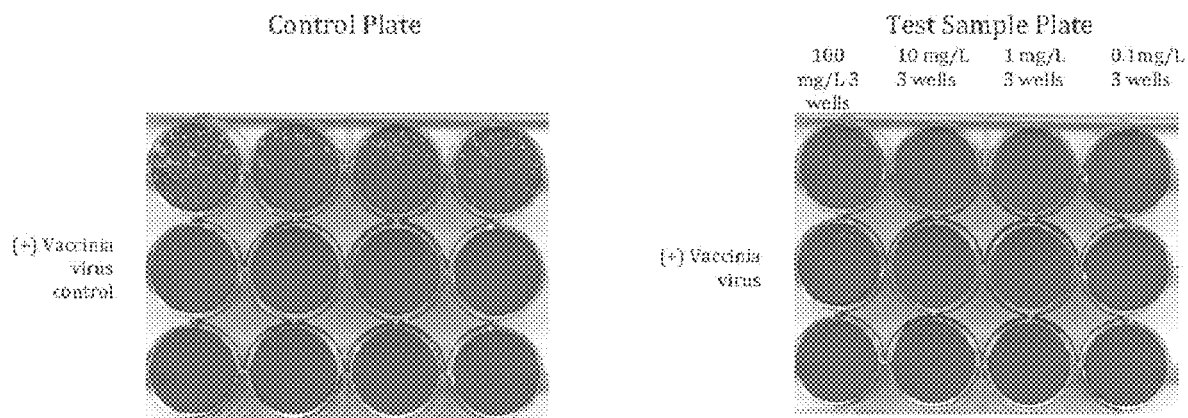 Control Plate
Test Sample Plate
100 10 mg/L 1 mg/L 0.1mg/L
mg/L 3 3 wells 3 wells 3 wells
wells
(+) Vaccinia
virus
control
(+) Vaccinia
virus